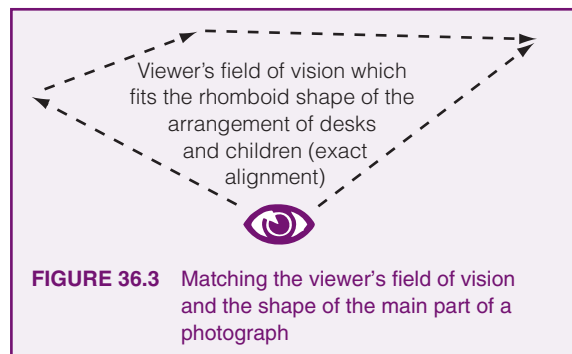 Viewer’s field of vision which
fits the rhomboid shape of the
arrangement of desks
and children (exact
alignment)
FIGURE 36.3 Matching the viewer’s field of vision
and the shape of the main part of a
photograph